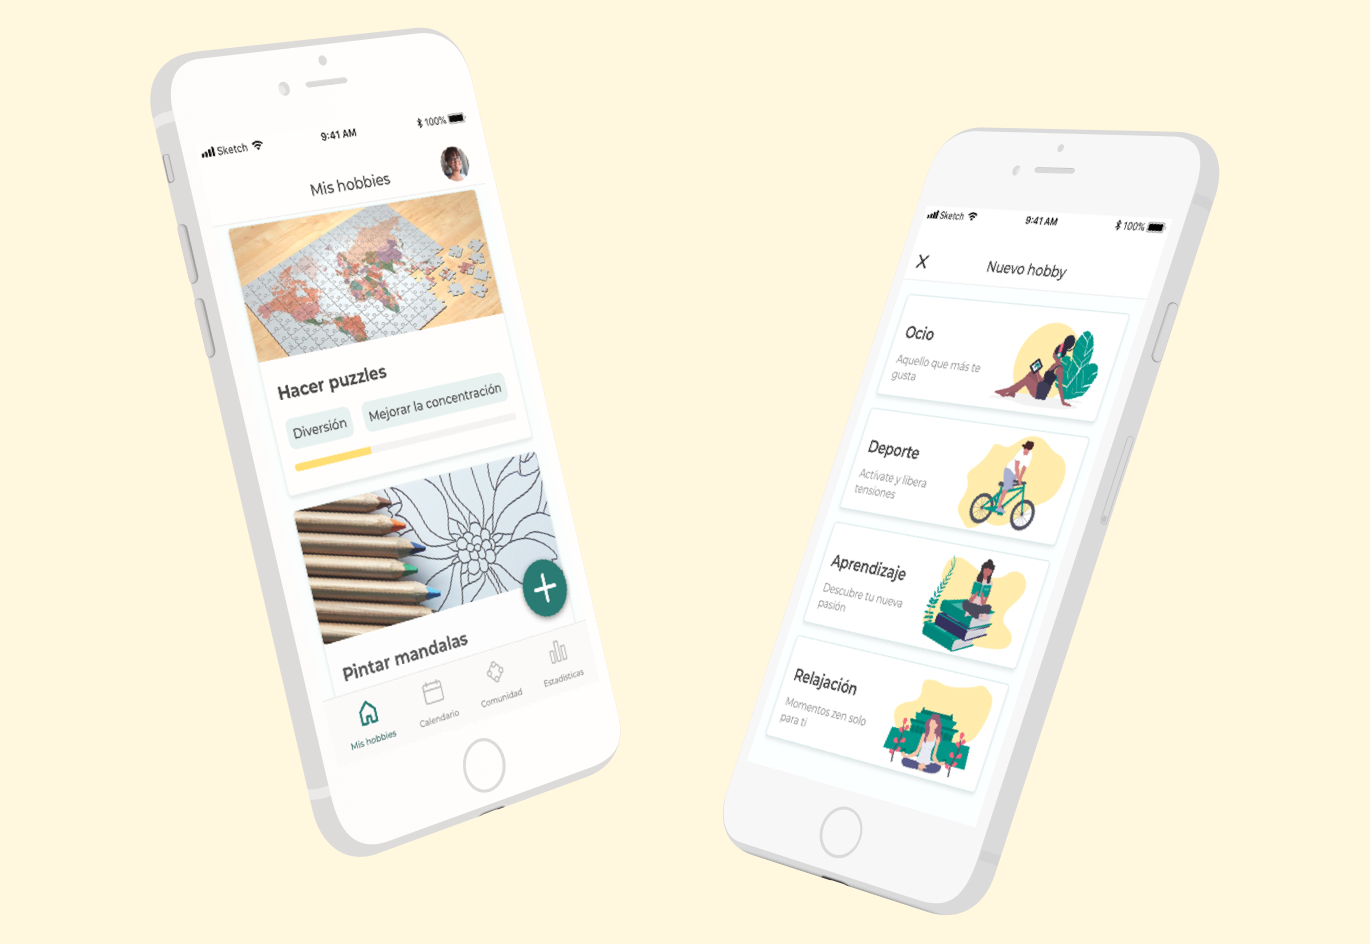 Sketch
9:41 AM
100%
Mis hobbies
Hacer puzzles
Diversión
Mejorar la concentración
Pintar mandalas
Mis hobbies
Calendario
Comunidad
Estadísticas
Sketch
9:41 AM
100%
X
Nuevo hobby
Ocio
Aquello que más te
gusta
Deporte
Actívate y libera
tensiones
Aprendizaje
Descubre tu nueva
pasión
Relajación
Momentos zen solo
para ti